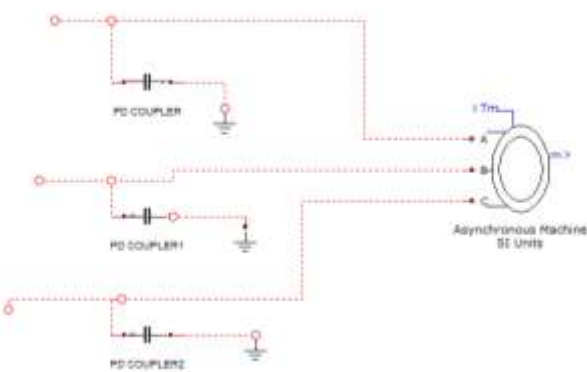 PD COUPLER
Tm
A
m
B
PD COUPLER1
C
Asynchronous Machine
SI Units
PD COUPLER2